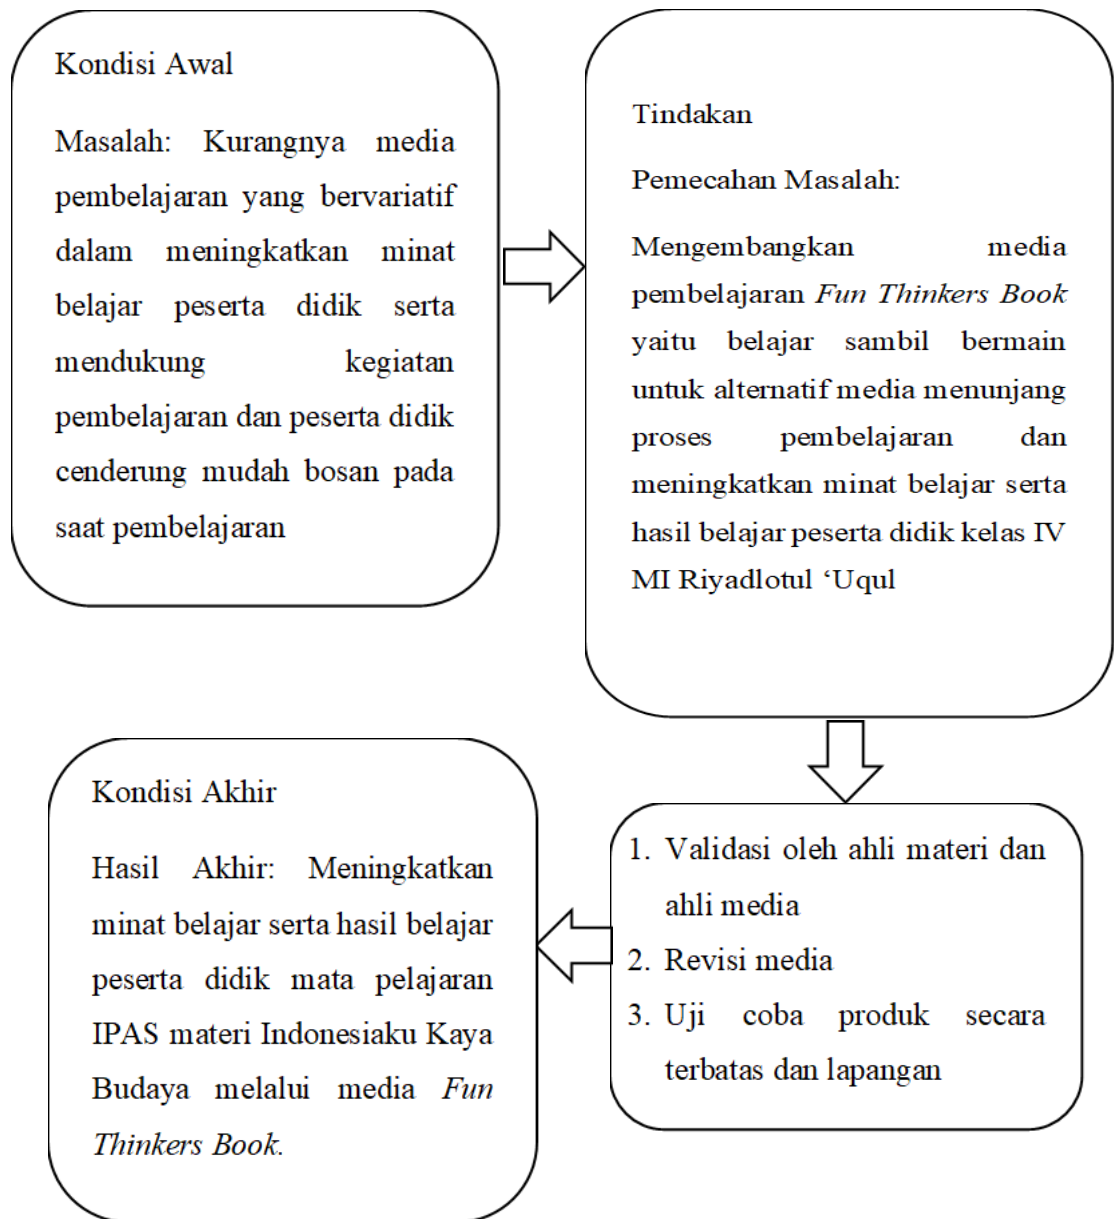 Kondisi Awal
Masalah: Kurangnya media
pembelajaran yang bervariatif
dalam meningkatkan minat
belajar peserta didik serta
mendukung kegiatan
pembelajaran dan peserta didik
cenderung mudah bosan pada
saat pembelajaran
Tindakan
Pemecahan Masalah:
Mengembangkan media
pembelajaran Fun Thinkers Book
yaitu belajar sambil bermain
untuk alternatif media menunjang
proses pembelajaran dan
meningkatkan minat belajar serta
hasil belajar peserta didik kelas IV
MI Riyadlotul ‘Uqul
1. Validasi oleh ahli materi dan
ahli media
2. Revisi media
3. Uji coba produk secara
terbatas dan lapangan
Kondisi Akhir
Hasil Akhir: Meningkatkan
minat belajar serta hasil belajar
peserta didik mata pelajaran
IPAS materi Indonesiaku Kaya
Budaya melalui media Fun
Thinkers Book.